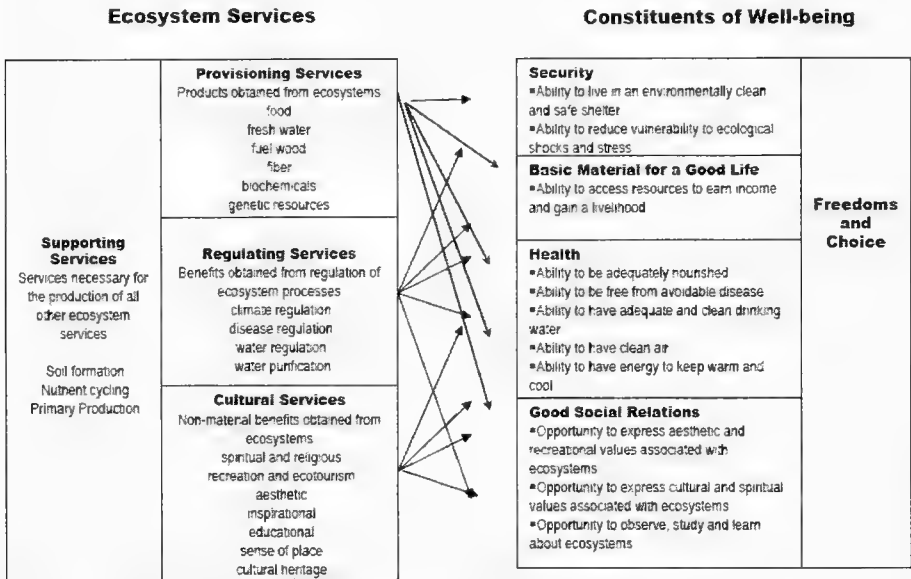 Ecosystem Services
Supporting
Services
Services necessary for
the production of all
other ecosystem
services
Soil formation
Nutrient cycling
Primary Production
Provisioning Services
Products obtained from ecosystems
food
fresh water
fuel wood
fiber
biochemicals
genetic resources
Regulating Services
Benefits obtained from regulation of
ecosystem processes
climate regulation
disease regulation
water regulation
water purification
Cultural Services
Non-material benefits obtained from
ecosystems
spiritual and religious
recreation and ecotourism
aesthetic
inspirational
educational
sense of place
cultural heritage
Constituents of Well-being
Security
▪Ability to live in an environmentally clean
and safe shelter
▪Ability to reduce vulnerability to ecological
shocks and stress
Basic Material for a Good Life
▪Ability to access resources to earn income
and gain a livelihood
Health
▪Ability to be adequately nourished
▪Ability to be free from avoidable disease
▪Ability to have adequate and clean drinking
water
▪Ability to have clean air
▪Ability to have energy to keep warm and
cool
Good Social Relations
▪Opportunity to express aesthetic and
recreational values associated with
ecosystems
▪Opportunity to express cultural and spiritual
values associated with ecosystems
▪Opportunity to observe, study and learn
about ecosystems
Freedoms
and
Choice